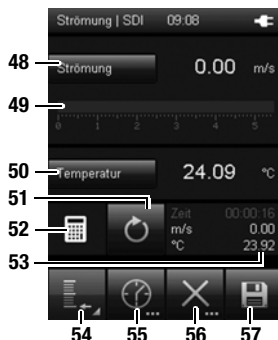 Strömung | SDI 09:08
48 Strömung 0.00 m/s
49
0 1 2 3 4 5
50 Temperatur 24.09 °C
51
52 Zeit 00:00:16
m/s 0.00
°C 23.92
53
54 55 56 57